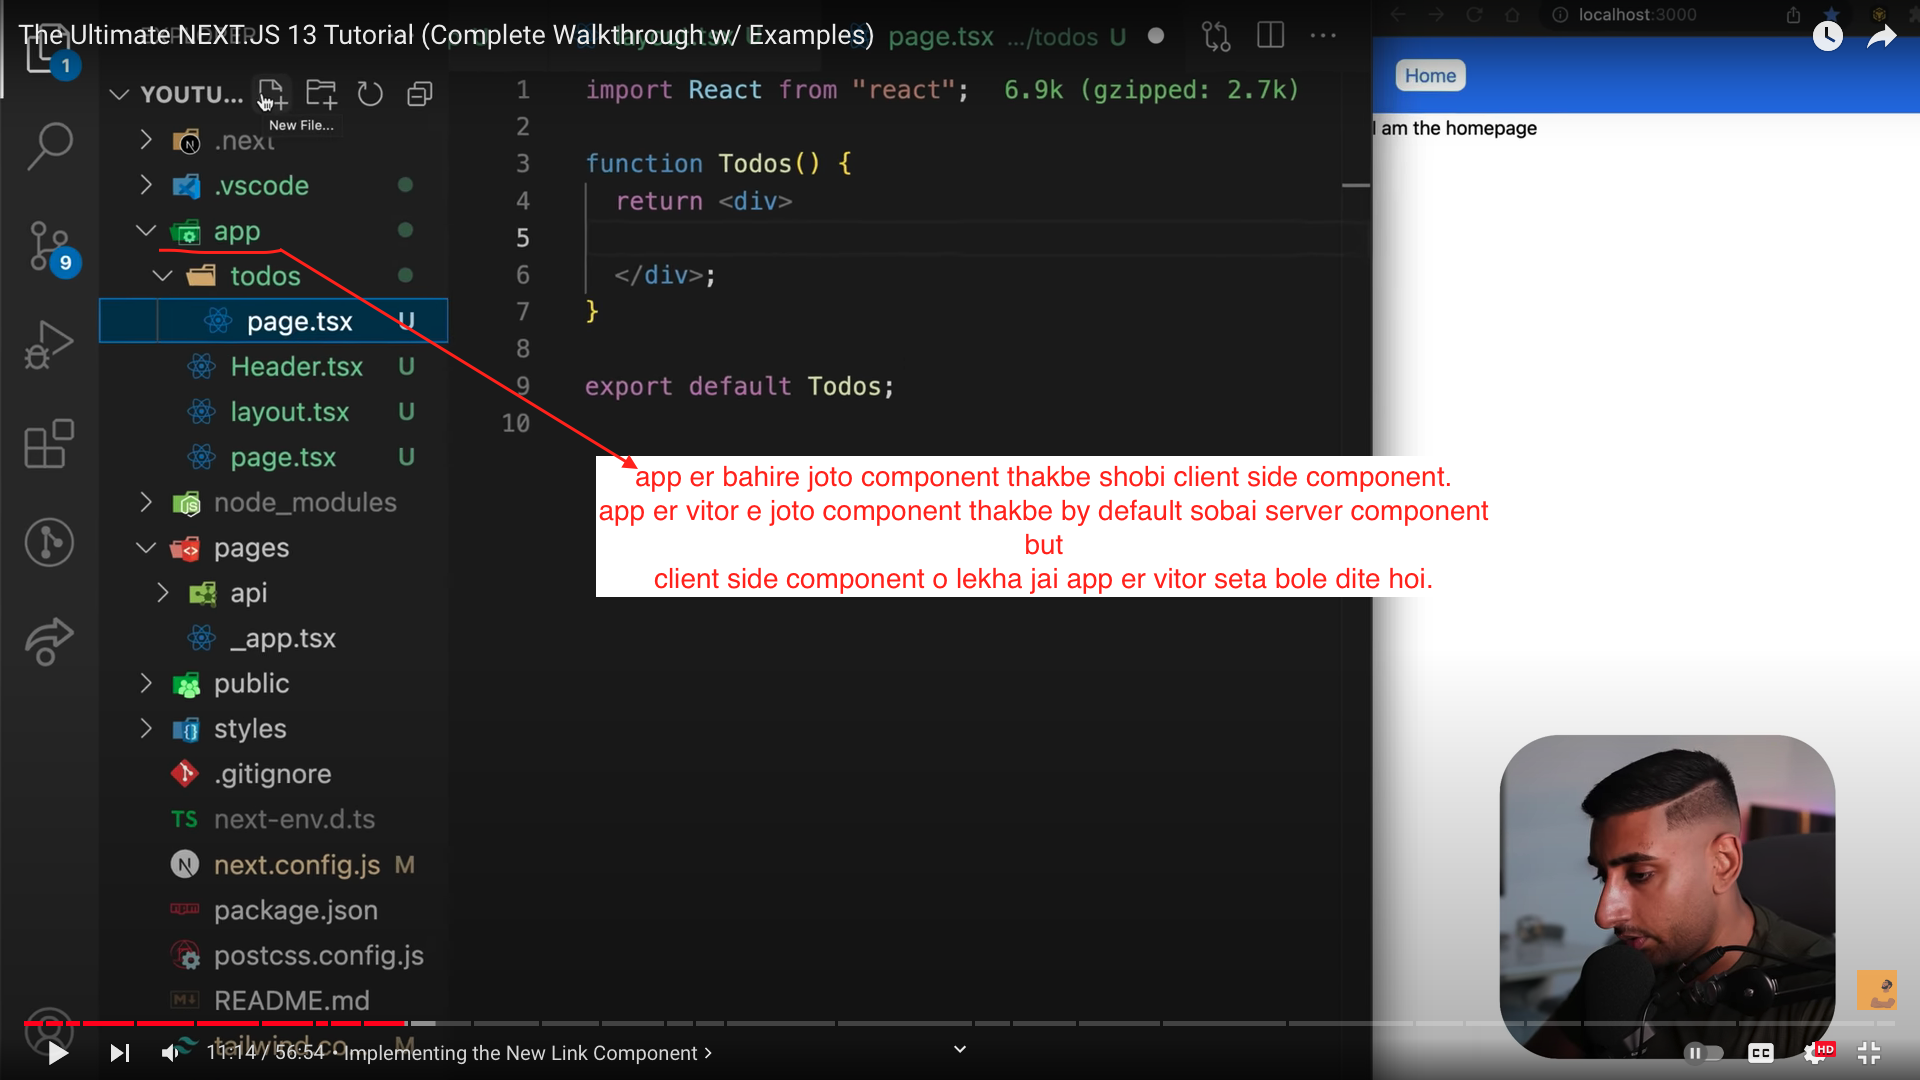 The Ultimate NEXT.JS 13 Tutorial (Complete Walkthrough w/ Examples)
page.tsx .../todos U
localhost:3000
1
YOUTU...
New File...
.next
.vscode
app
todos
page.tsx U
Header.tsx U
layout.tsx U
page.tsx U
node_modules
pages
api
_app.tsx
public
styles
.gitignore
TS next-env.d.ts
N next.config.js M
npm package.json
postcss.config.js
M↓ README.md
tailwind.co M
9
1 import React from "react"; 6.9k (gzipped: 2.7k)
2
3 function Todos() {
4 return <div>
5
6 </div>;
7 }
8
9 export default Todos;
10
app er bahire joto component thakbe shobi client side component.
app er vitor e joto component thakbe by default sobai server component
but
client side component o lekha jai app er vitor seta bole dite hoi.
Home
I am the homepage
11:14 / 56:54 • Implementing the New Link Component
CC
HD